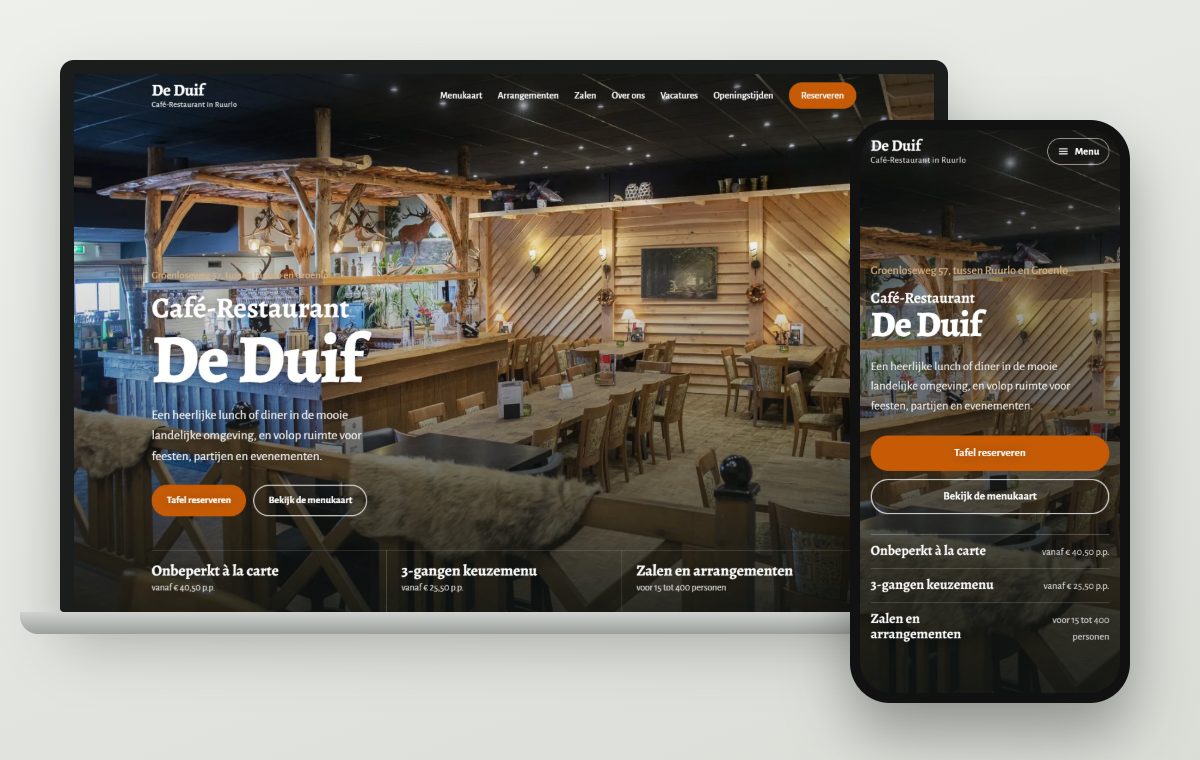 De Duif
Café-Restaurant in Ruurlo
Menukaart Arrangementen Zalen Over ons Vacatures Openingstijden Reserveren
Groenloseweg 57, tussen Ruurlo en Groenlo
Café-Restaurant
De Duif
Een heerlijke lunch of diner in de mooie
landelijke omgeving, en volop ruimte voor
feesten, partijen en evenementen.
Tafel reserveren Bekijk de menukaart
Onbeperkt à la carte
vanaf € 40,50 p.p.
3-gangen keuzemenu
vanaf € 25,50 p.p.
Zalen en arrangementen
voor 15 tot 400 personen
De Duif
Café-Restaurant in Ruurlo
Menu
Groenloseweg 57, tussen Ruurlo en Groenlo
Café-Restaurant
De Duif
Een heerlijke lunch of diner in de mooie
landelijke omgeving, en volop ruimte voor
feesten, partijen en evenementen.
Tafel reserveren
Bekijk de menukaart
Onbeperkt à la carte vanaf € 40,50 p.p.
3-gangen keuzemenu vanaf € 25,50 p.p.
Zalen en voor 15 tot 400
arrangementen personen